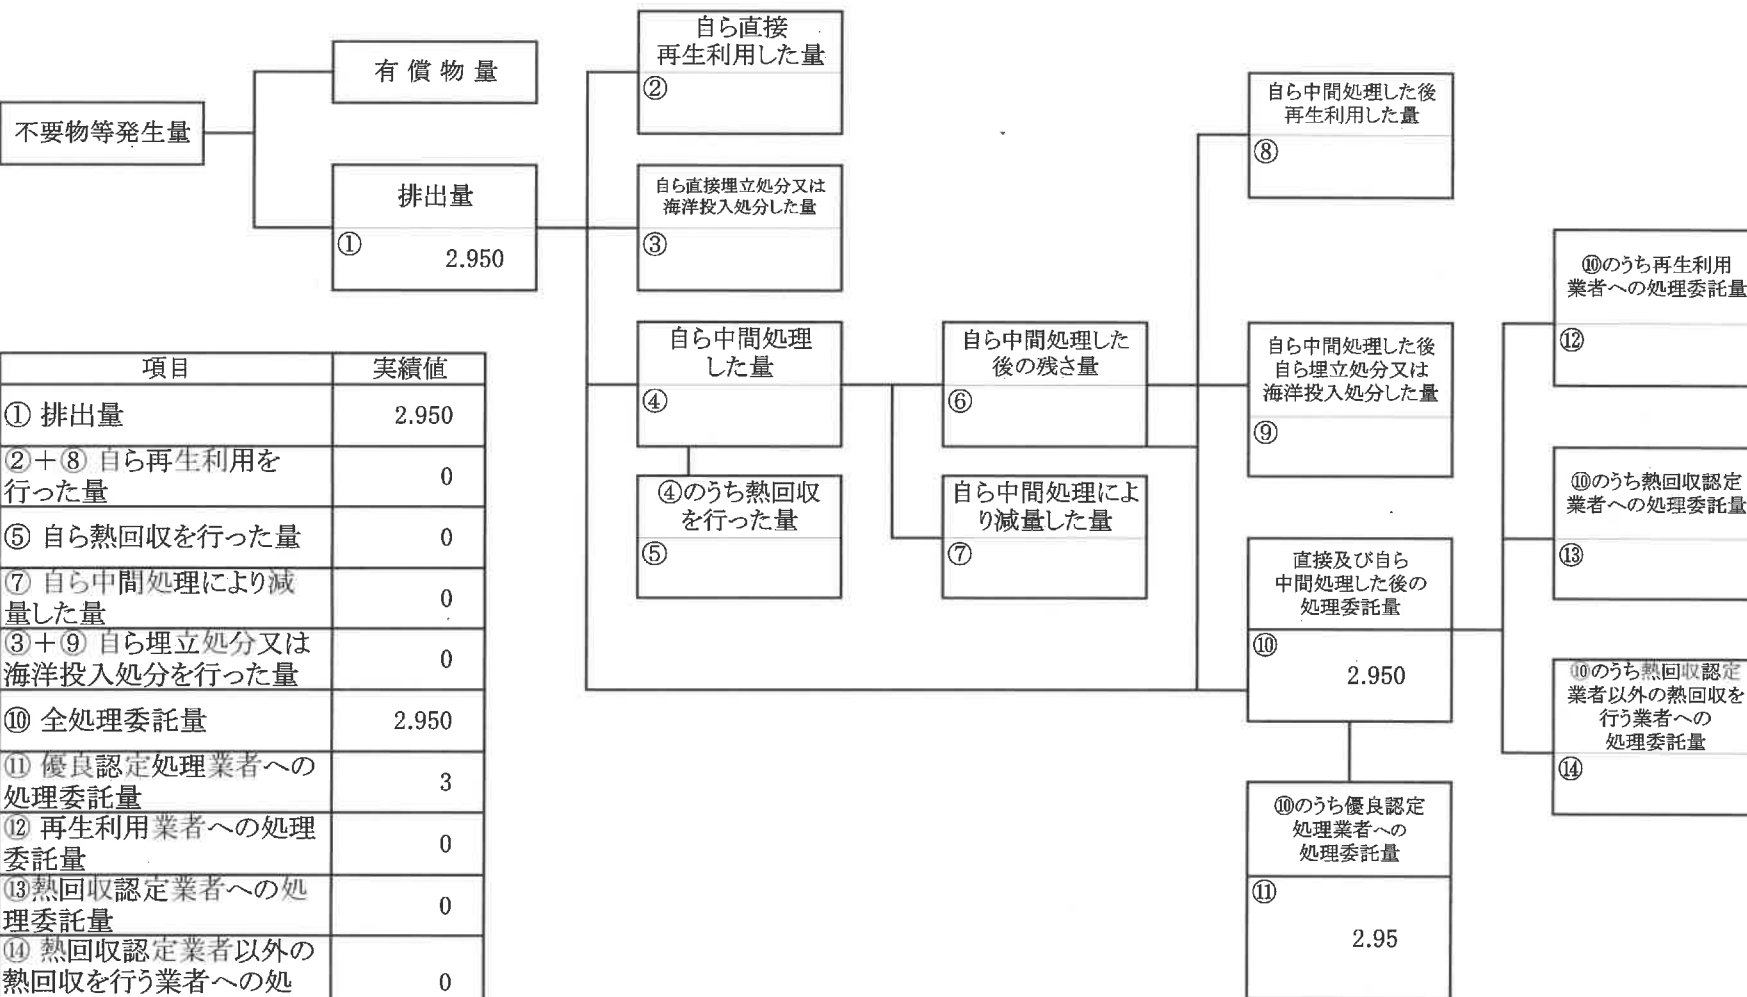 不要物等発生量
有償物量
排出量
①
2.950
自ら直接
再生利用した量
②
自ら直接埋立処分又は
海洋投入処分した量
③
自ら中間処理
した量
④
④のうち熱回収
を行った量
⑤
自ら中間処理した
後の残さ量
⑥
自ら中間処理によ
り減量した量
⑦
自ら中間処理した後
再生利用した量
⑧
自ら中間処理した後
自ら埋立処分又は
海洋投入処分した量
⑨
直接及び自ら
中間処理した後の
処理委託量
⑩
2.950
⑩のうち優良認定
処理業者への
処理委託量
⑪
2.95
⑩のうち再生利用
業者への処理委託量
⑫
⑩のうち熱回収認定
業者への処理委託量
⑬
⑩のうち熱回収認定
業者以外の熱回収を
行う業者への
処理委託量
⑭
項目 実績値
① 排出量 2.950
②+⑧ 自ら再生利用を
行った量 0
⑤ 自ら熱回収を行った量 0
⑦ 自ら中間処理により減
量した量 0
③+⑨ 自ら埋立処分又は
海洋投入処分を行った量 0
⑩ 全処理委託量 2.950
⑪ 優良認定処理業者への
処理委託量 3
⑫ 再生利用業者への処理
委託量 0
⑬熱回収認定業者への処
理委託量 0
⑭ 熱回収認定業者以外の
熱回収を行う業者への処 0